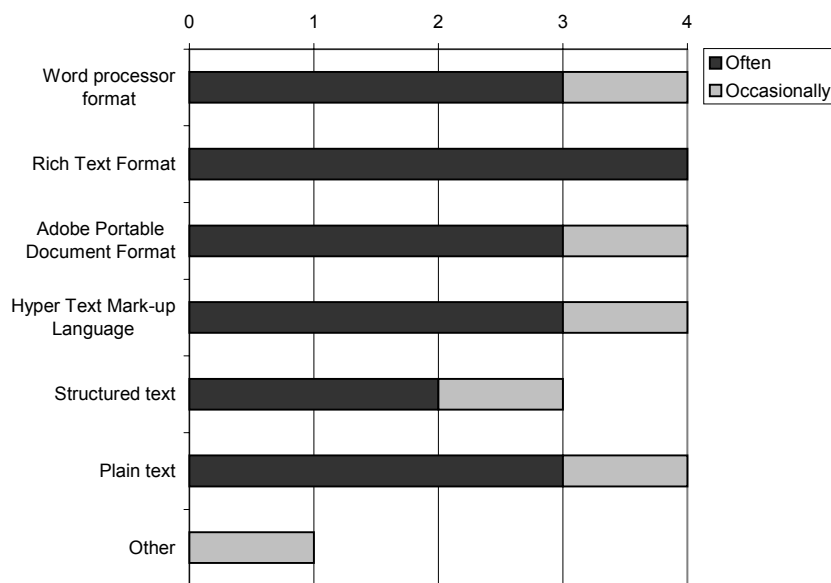 0 1 2 3 4
Often
Occasionally
Word processor
format
Rich Text Format
Adobe Portable
Document Format
Hyper Text Mark-up
Language
Structured text
Plain text
Other